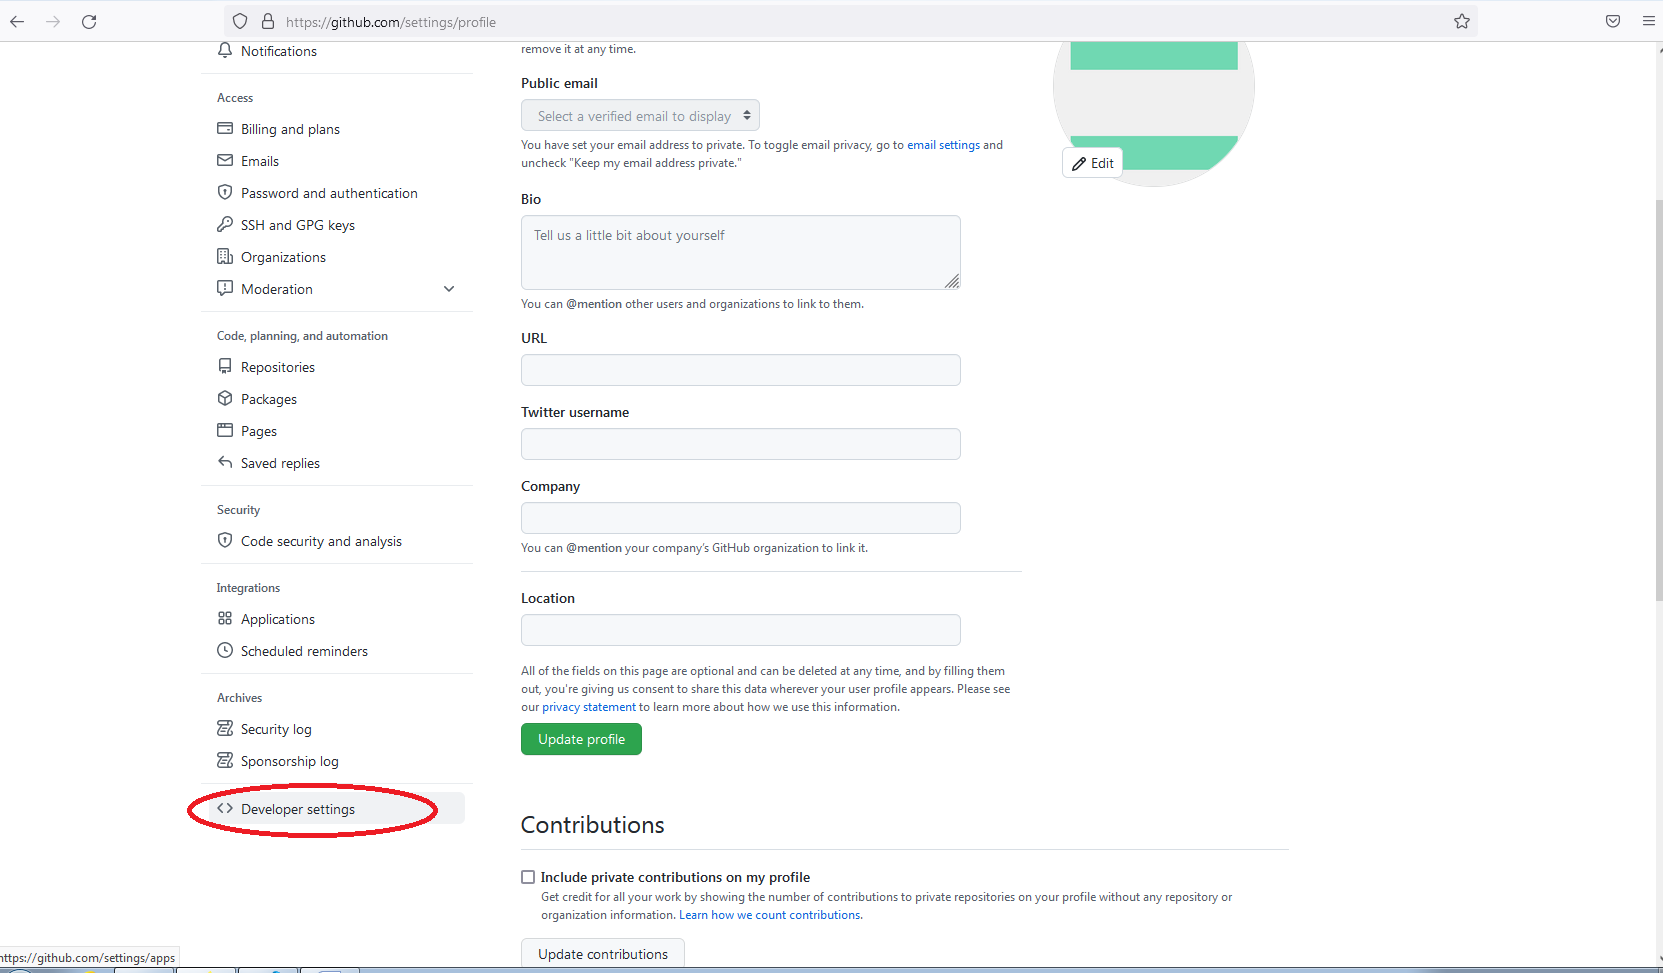 https://github.com/settings/profile
Notifications
Access
Billing and plans
Emails
Password and authentication
SSH and GPG keys
Organizations
Moderation
Code, planning, and automation
Repositories
Packages
Pages
Saved replies
Security
Code security and analysis
Integrations
Applications
Scheduled reminders
Archives
Security log
Sponsorship log
Developer settings
remove it at any time.
Public email
Select a verified email to display
You have set your email address to private. To toggle email privacy, go to email settings and
uncheck "Keep my email address private."
Bio
Tell us a little bit about yourself
You can @mention other users and organizations to link to them.
URL
Twitter username
Company
You can @mention your company's GitHub organization to link it.
Location
All of the fields on this page are optional and can be deleted at any time, and by filling them
out, you're giving us consent to share this data wherever your user profile appears. Please see
our privacy statement to learn more about how we use this information.
Update profile
Edit
Contributions
Include private contributions on my profile
Get credit for all your work by showing the number of contributions to private repositories on your profile without any repository or
organization information. Learn how we count contributions.
Update contributions
https://github.com/settings/apps